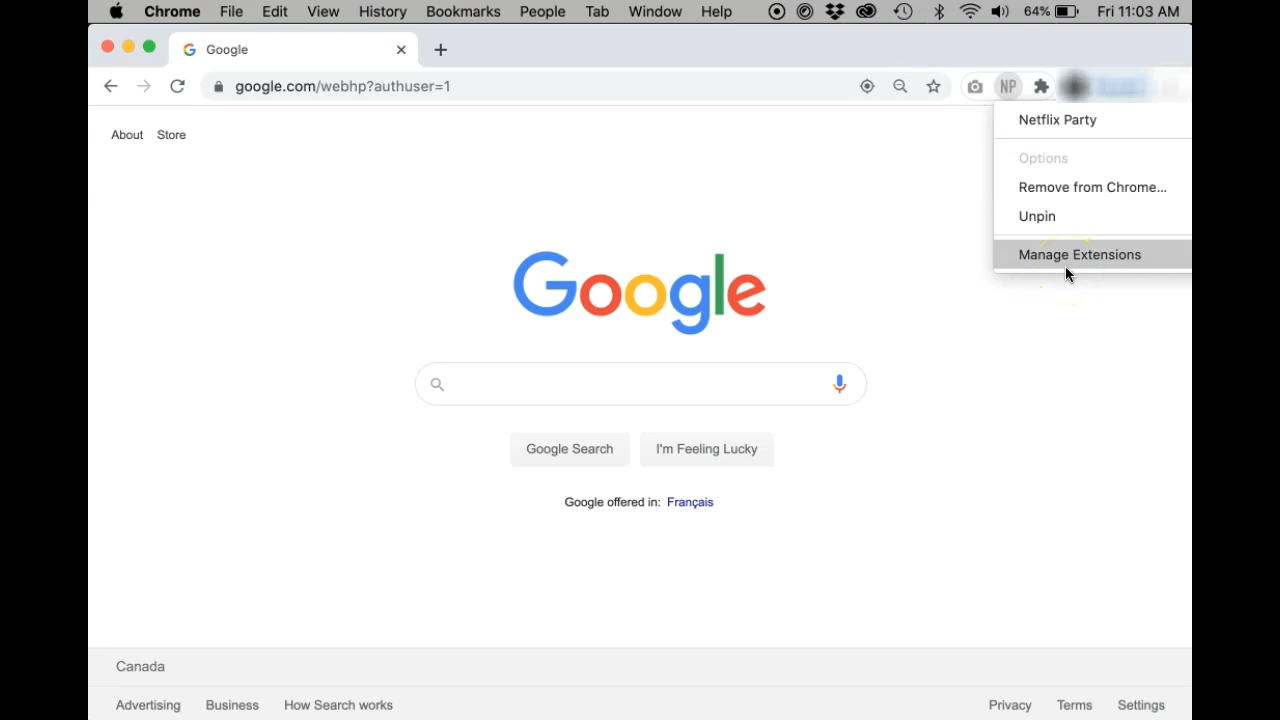 Chrome File Edit View History Bookmarks People Tab Window Help 64% Fri 11:03 AM
Google
google.com/webhp?authuser=1 NP
Netflix Party
About Store
Options
Remove from Chrome...
Unpin
Manage Extensions
Google
Google Search I'm Feeling Lucky
Google offered in: Français
Canada
Advertising Business How Search works Privacy Terms Settings